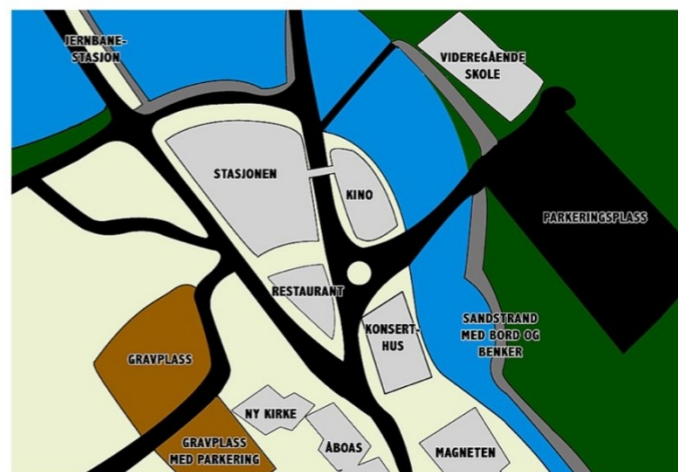 JERNBANE-
STASJON
VIDEREGÅENDE
SKOLE
STASJONEN
KINO
PARKERINGSPLASS
RESTAURANT
KONSERT-
HUS
SANDSTRAND
MED BORD OG
BENKER
GRAVPLASS
NY KIRKE
GRAVPLASS
MED PARKERING
ÅBOAS
MAGNETEN